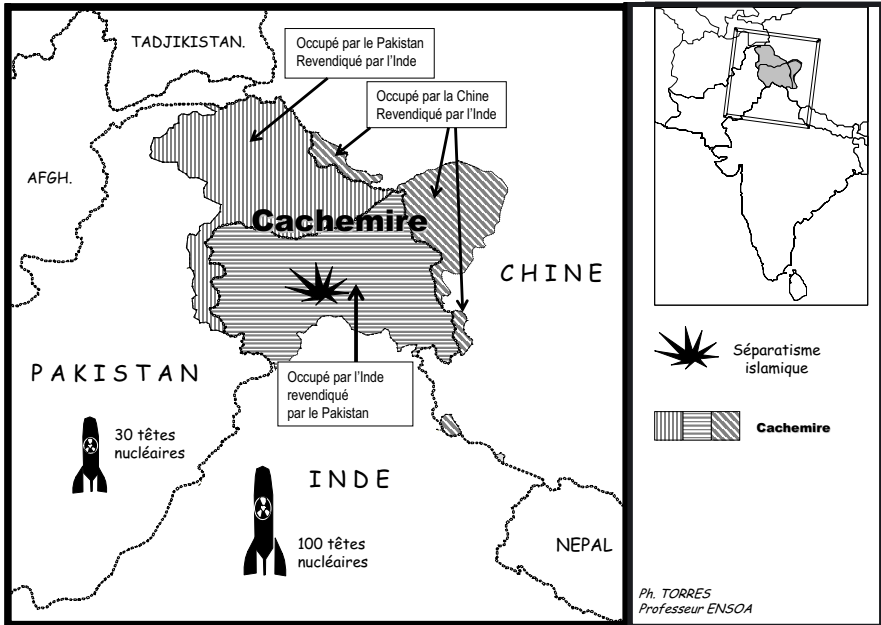 TADJIKISTAN.
Occupé par le Pakistan
Revendiqué par l'Inde
Occupé par la Chine
Revendiqué par l'Inde
AFGH.
Cachemire
CHINE
PAKISTAN
Occupé par l'Inde
revendiqué
par le Pakistan
30 têtes
nucléaires
INDE
100 têtes
nucléaires
NEPAL
Séparatisme
islamique
Cachemire
Ph. TORRES
Professeur ENSOA